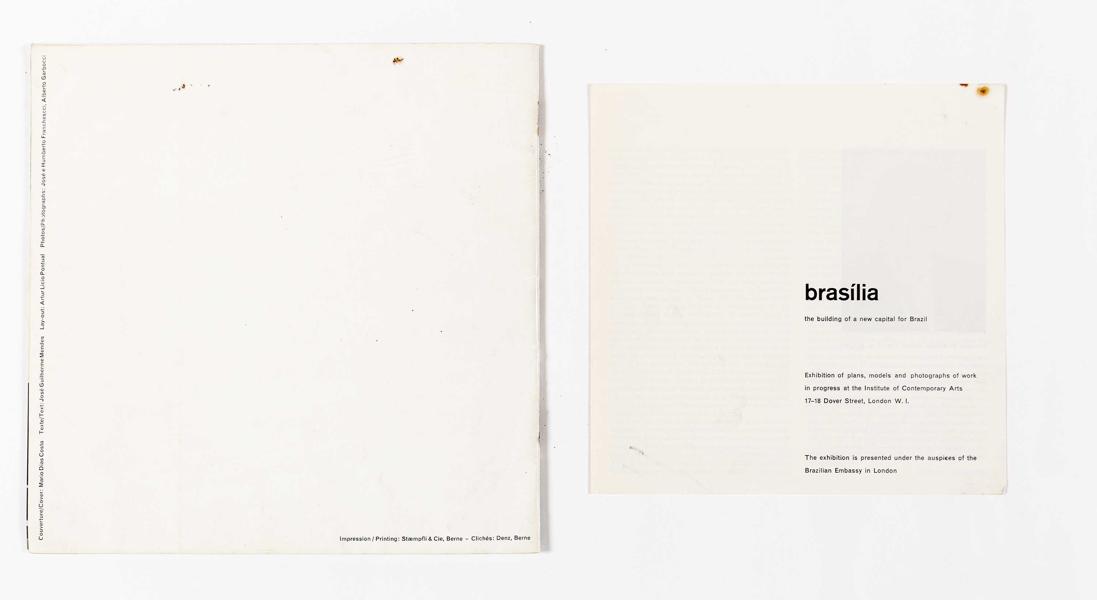 Couverture/Cover: Mario Dias Costa   Texte/Text: José Guilherme Mendes   Lay-out: Artur Licio Pontual   Photos/Photographs: José e Humberto Franchescci, Alberto Garbocci
Impression / Printing: Stæmpfli & Cie, Berne – Clichés: Denz, Berne
brasília
the building of a new capital for Brazil
Exhibition of plans, models and photographs of work
in progress at the Institute of Contemporary Arts
17–18 Dover Street, London W. I.
The exhibition is presented under the auspices of the
Brazilian Embassy in London